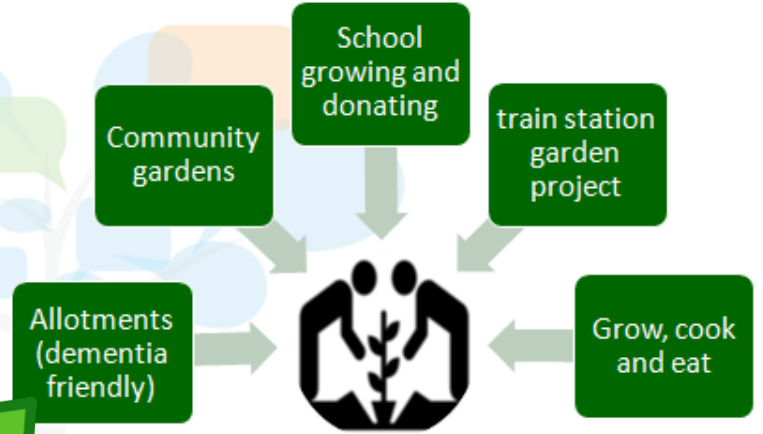 School
growing and
donating
Community
gardens
train station
garden
project
Allotments
(dementia
friendly)
Grow, cook
and eat